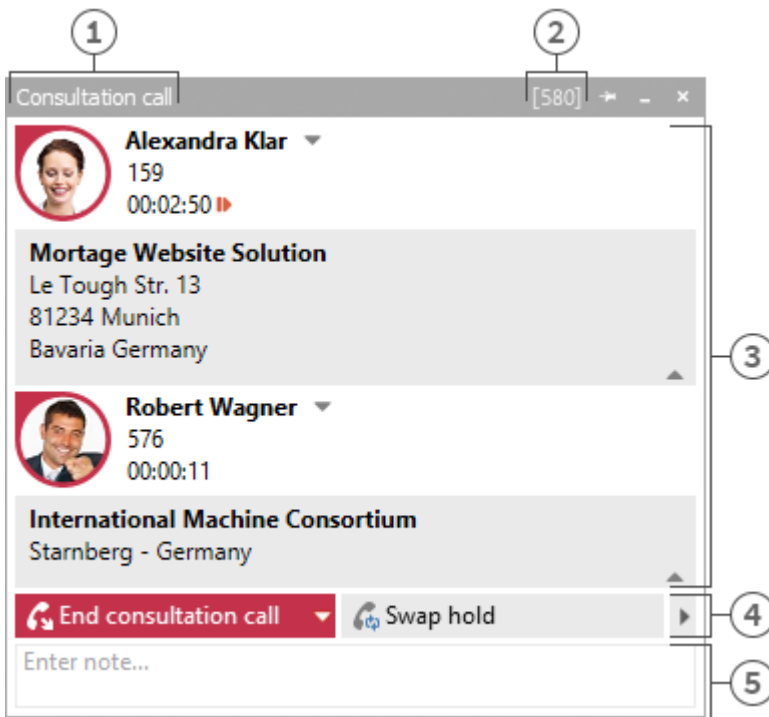 1
2
Consultation call [580]
Alexandra Klar
159
00:02:50
Mortage Website Solution
Le Tough Str. 13
81234 Munich
Bavaria Germany
3
Robert Wagner
576
00:00:11
International Machine Consortium
Starnberg - Germany
End consultation call
Swap hold
4
Enter note...
5